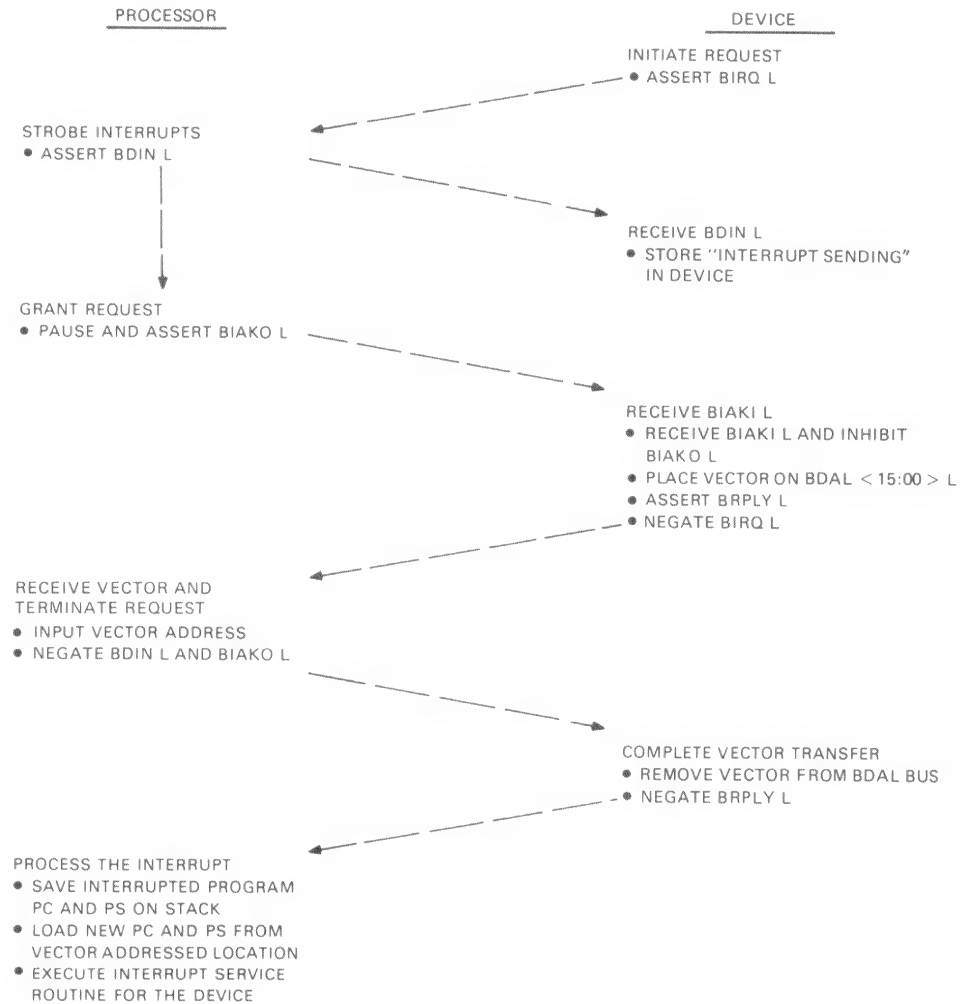 PROCESSOR
DEVICE
INITIATE REQUEST
• ASSERT BIRQ L
STROBE INTERRUPTS
• ASSERT BDIN L
RECEIVE BDIN L
• STORE "INTERRUPT SENDING"
IN DEVICE
GRANT REQUEST
• PAUSE AND ASSERT BIAKO L
RECEIVE BIAKI L
• RECEIVE BIAKI L AND INHIBIT
BIAKO L
• PLACE VECTOR ON BDAL < 15:00 > L
• ASSERT BRPLY L
• NEGATE BIRQ L
RECEIVE VECTOR AND
TERMINATE REQUEST
• INPUT VECTOR ADDRESS
• NEGATE BDIN L AND BIAKO L
COMPLETE VECTOR TRANSFER
• REMOVE VECTOR FROM BDAL BUS
• NEGATE BRPLY L
PROCESS THE INTERRUPT
• SAVE INTERRUPTED PROGRAM
PC AND PS ON STACK
• LOAD NEW PC AND PS FROM
VECTOR ADDRESSED LOCATION
• EXECUTE INTERRUPT SERVICE
ROUTINE FOR THE DEVICE